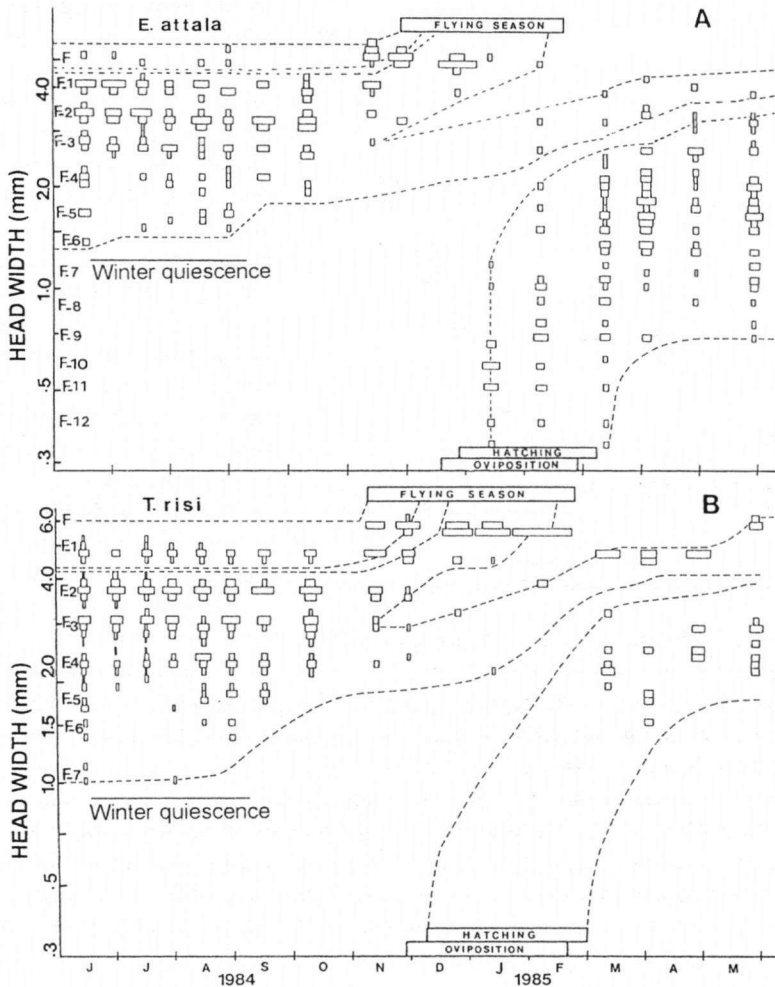 E. attala
FLYING SEASON
A
HEAD WIDTH (mm)
4.0
2.0
1.0
.5
.3
F
F-1
F-2
F-3
F-4
F-5
F-6
F-7
F-8
F-9
F-10
F-11
F-12
Winter quiescence
HATCHING
OVIPOSITION
T. risi
FLYING SEASON
B
HEAD WIDTH (mm)
6.0
4.0
2.0
1.5
1.0
.5
.3
F
F-1
F-2
F-3
F-4
F-5
F-6
F-7
Winter quiescence
HATCHING
OVIPOSITION
J J A S O N D J F M A M
1984 1985